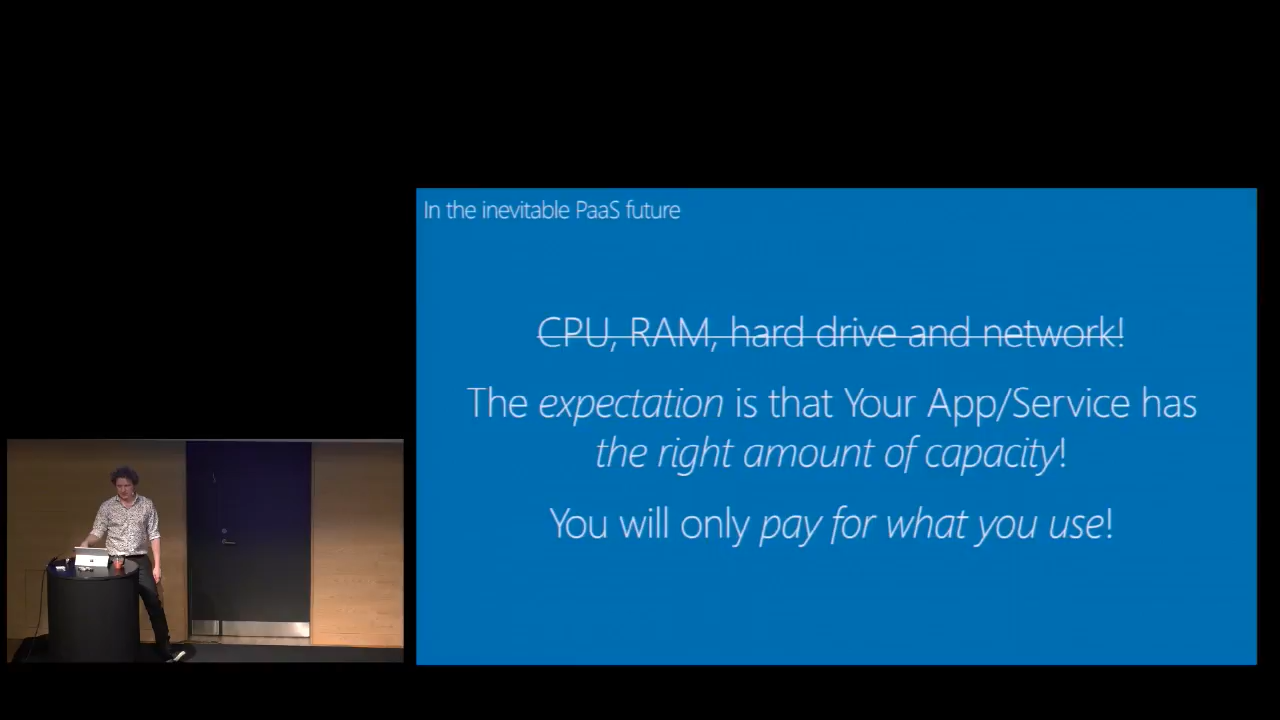 In the inevitable PaaS future
CPU, RAM, hard drive and network!
The expectation is that Your App/Service has
the right amount of capacity!
You will only pay for what you use!